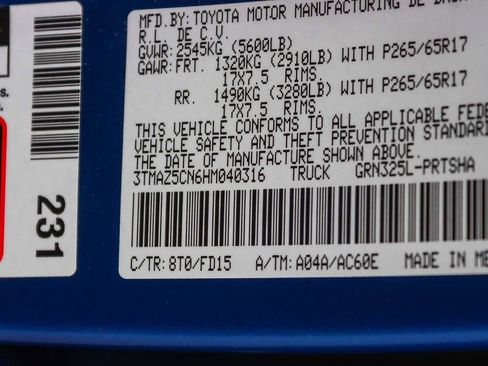 MFD.BY: TOYOTA MOTOR MANUFACTURING DE
R.L. DE C.V.
GVWR: 2545KG (5600LB)
GAWR: FRT. 1320KG (2910LB) WITH P265/65R17
17X7.5 RIMS.
RR. 1490KG (3280LB) WITH P265/65R17
17X7.5 RIMS.
THIS VEHICLE CONFORMS TO ALL APPLICABLE FEDE
VEHICLE SAFETY AND THEFT PREVENTION STANDAR
THE DATE OF MANUFACTURE SHOWN ABOVE.
3TMAZ5CN6HM040316 TRUCK GRN325L-PRTSHA
C/TR: 8T0/FD15 A/TM: A04A/AC60E MADE IN ME
s.
231